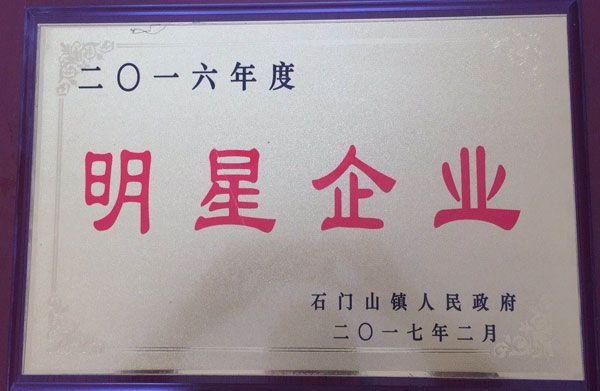 二〇一六年度
明星企业
石门山镇人民政府
二〇一七年二月